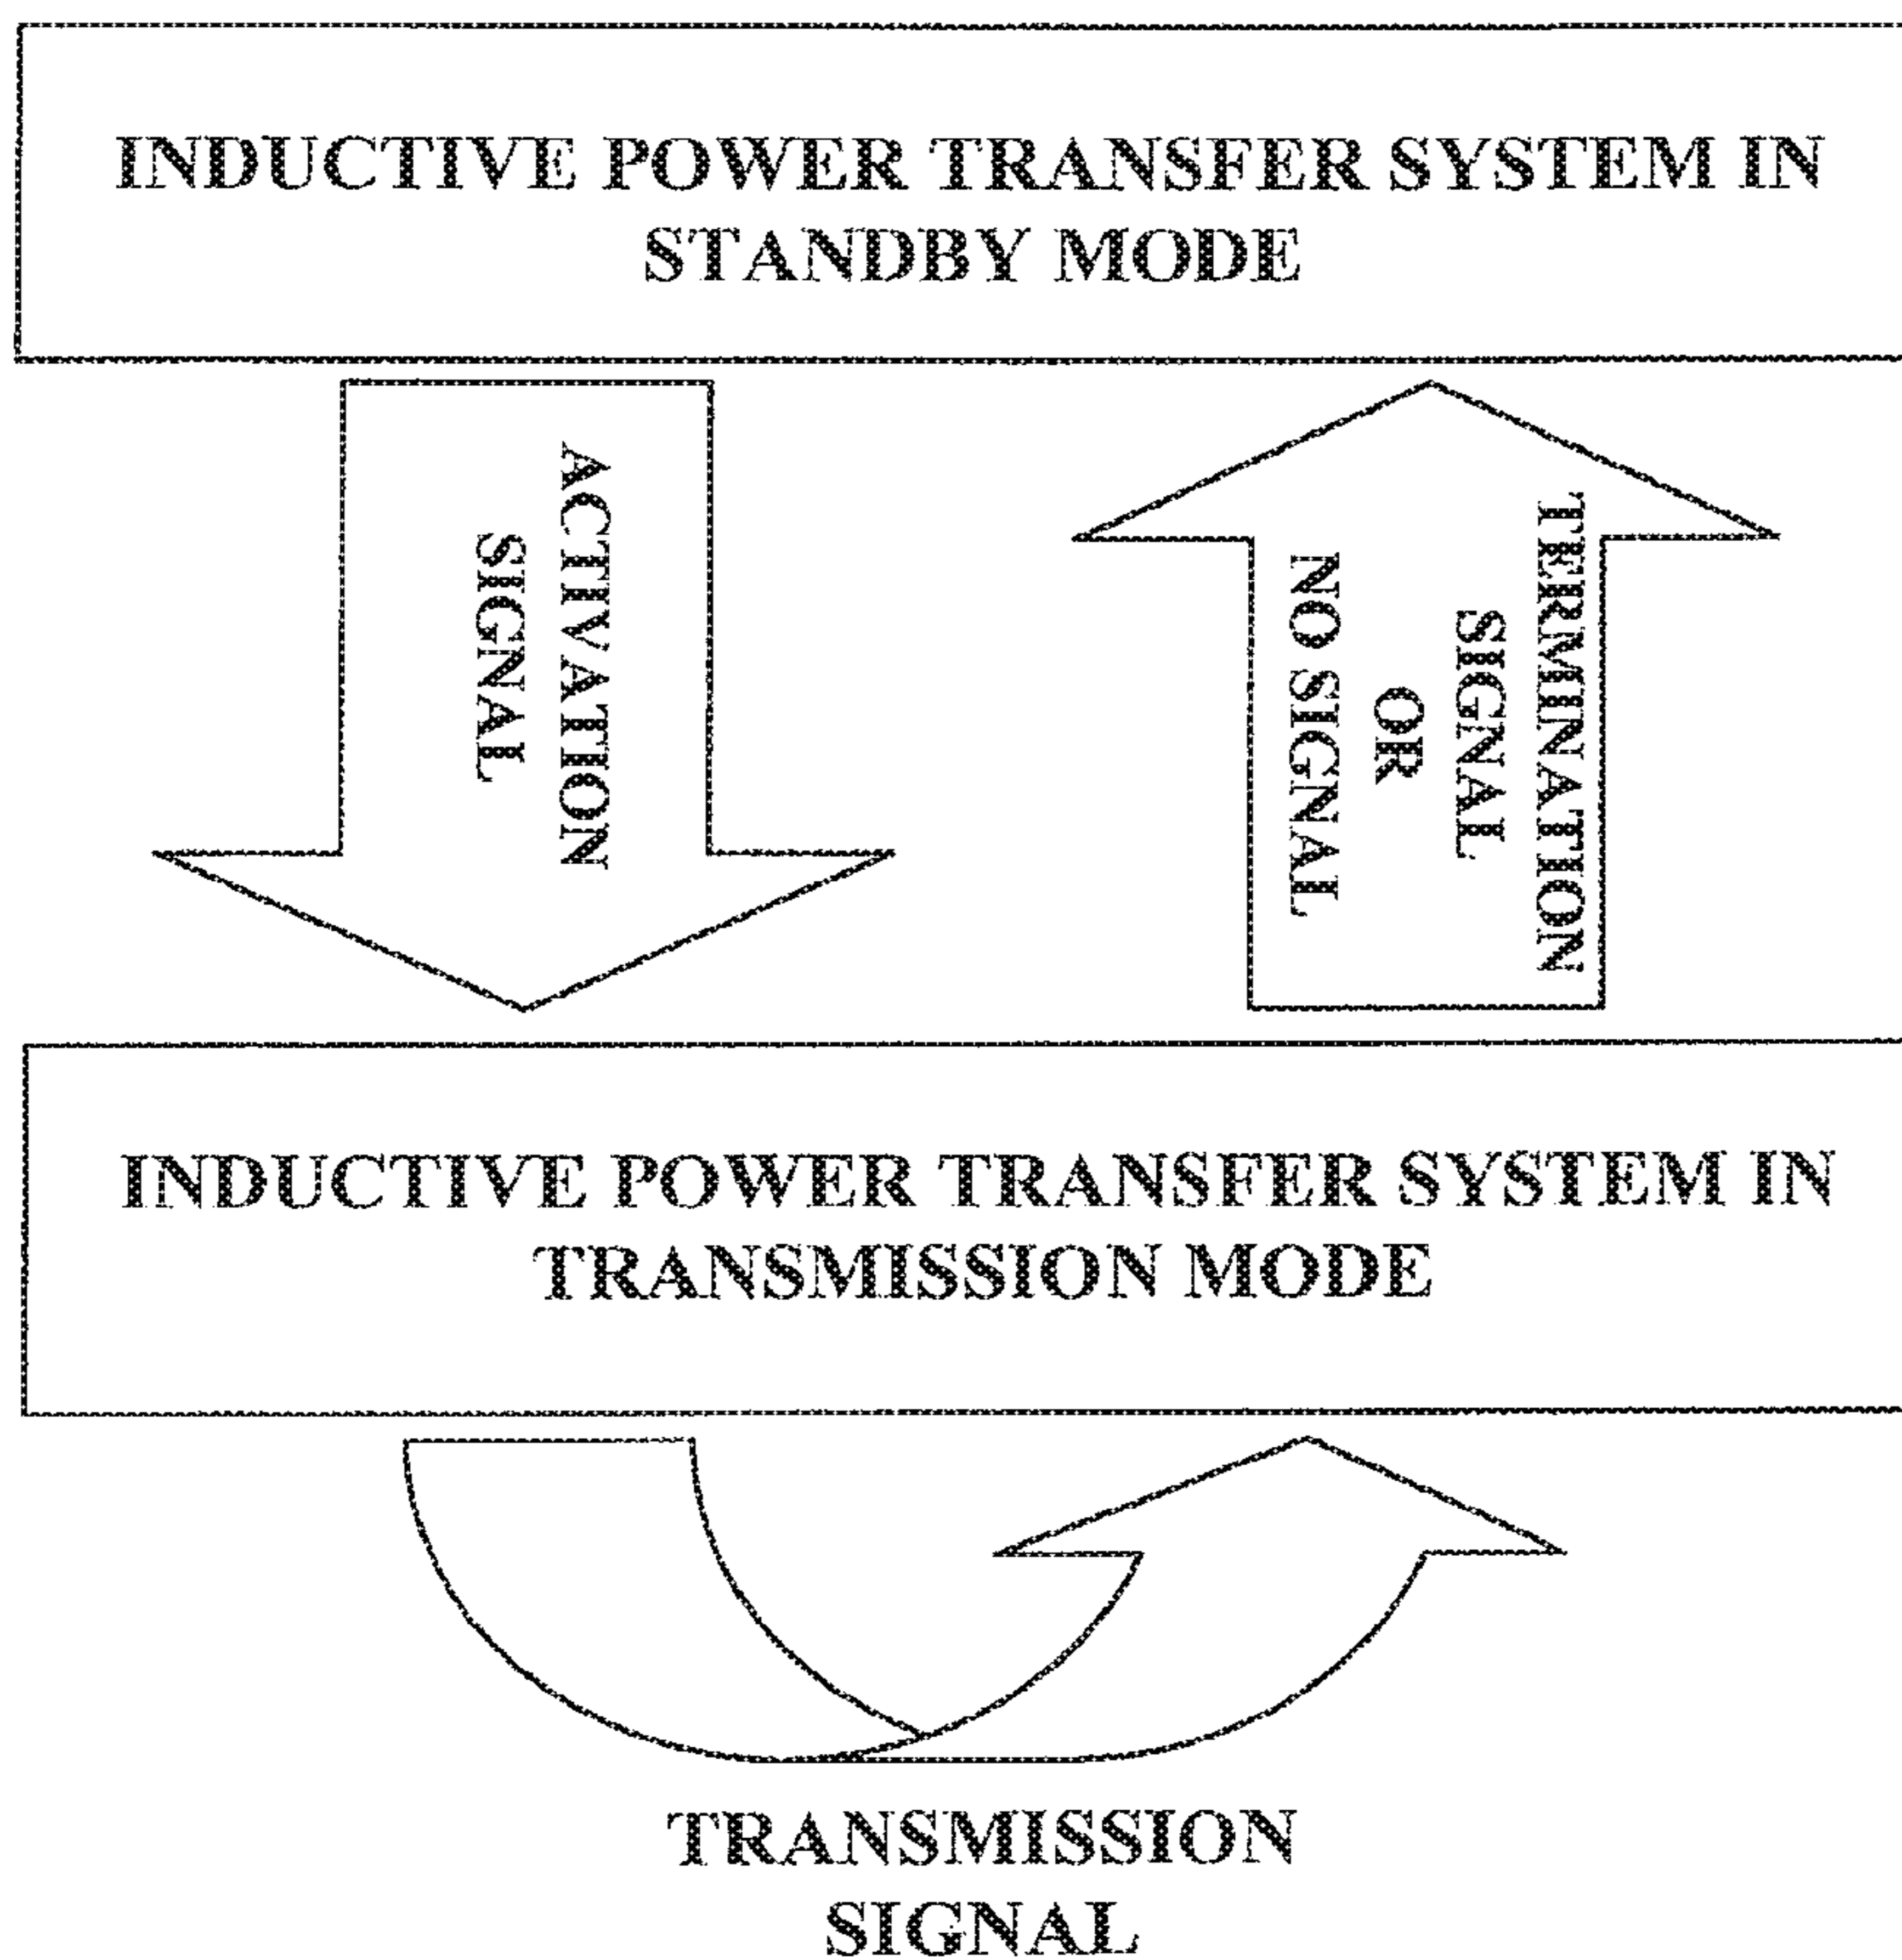 INDUCTIVE POWER TRANSFER SYSTEM IN
STANDBY MODE
ACTIVATION
SIGNAL
TERMINATION
SIGNAL
OR
NO SIGNAL
INDUCTIVE POWER TRANSFER SYSTEM IN
TRANSMISSION MODE
TRANSMISSION
SIGNAL